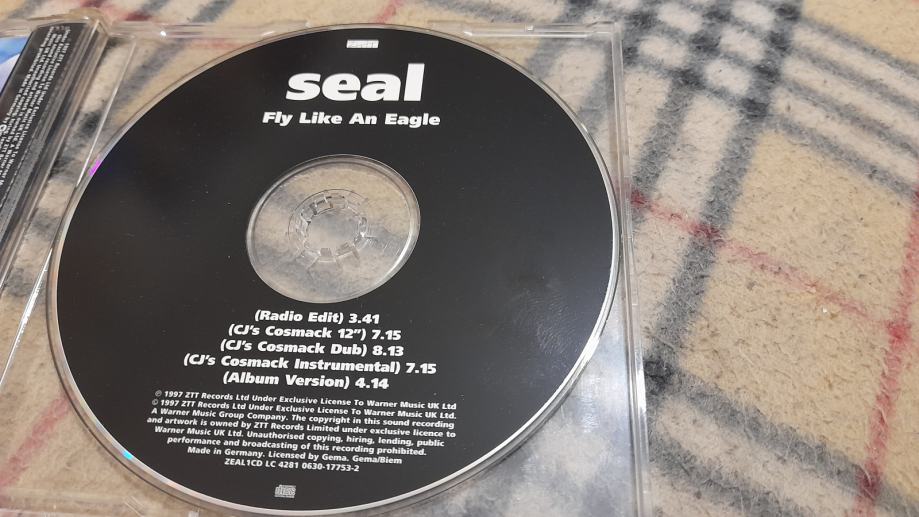 seal
Fly Like An Eagle
(Radio Edit) 3.41
(CJ's Cosmack 12") 7.15
(CJ's Cosmack Dub) 8.13
(CJ's Cosmack Instrumental) 7.15
(Album Version) 4.14
℗ 1997 ZTT Records Ltd Under Exclusive License To Warner Music UK Ltd
© 1997 ZTT Records Ltd Under Exclusive License To Warner Music UK Ltd.
A Warner Music Group Company. The copyright in this sound recording
and artwork is owned by ZTT Records Limited under exclusive licence to
Warner Music UK Ltd. Unauthorised copying, hiring, lending, public
performance and broadcasting of this recording prohibited.
Made in Germany. Licensed by Gema. Gema/Biem
ZEAL1CD LC 4281 0630-17753-2